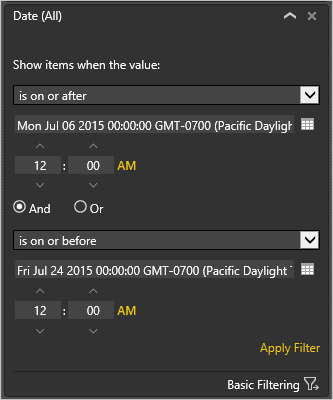 Date (All)
Show items when the value:
is on or after
Mon Jul 06 2015 00:00:00 GMT-0700 (Pacific Dayligh
12 : 00 AM
And Or
is on or before
Fri Jul 24 2015 00:00:00 GMT-0700 (Pacific Daylight
12 : 00 AM
Apply Filter
Basic Filtering